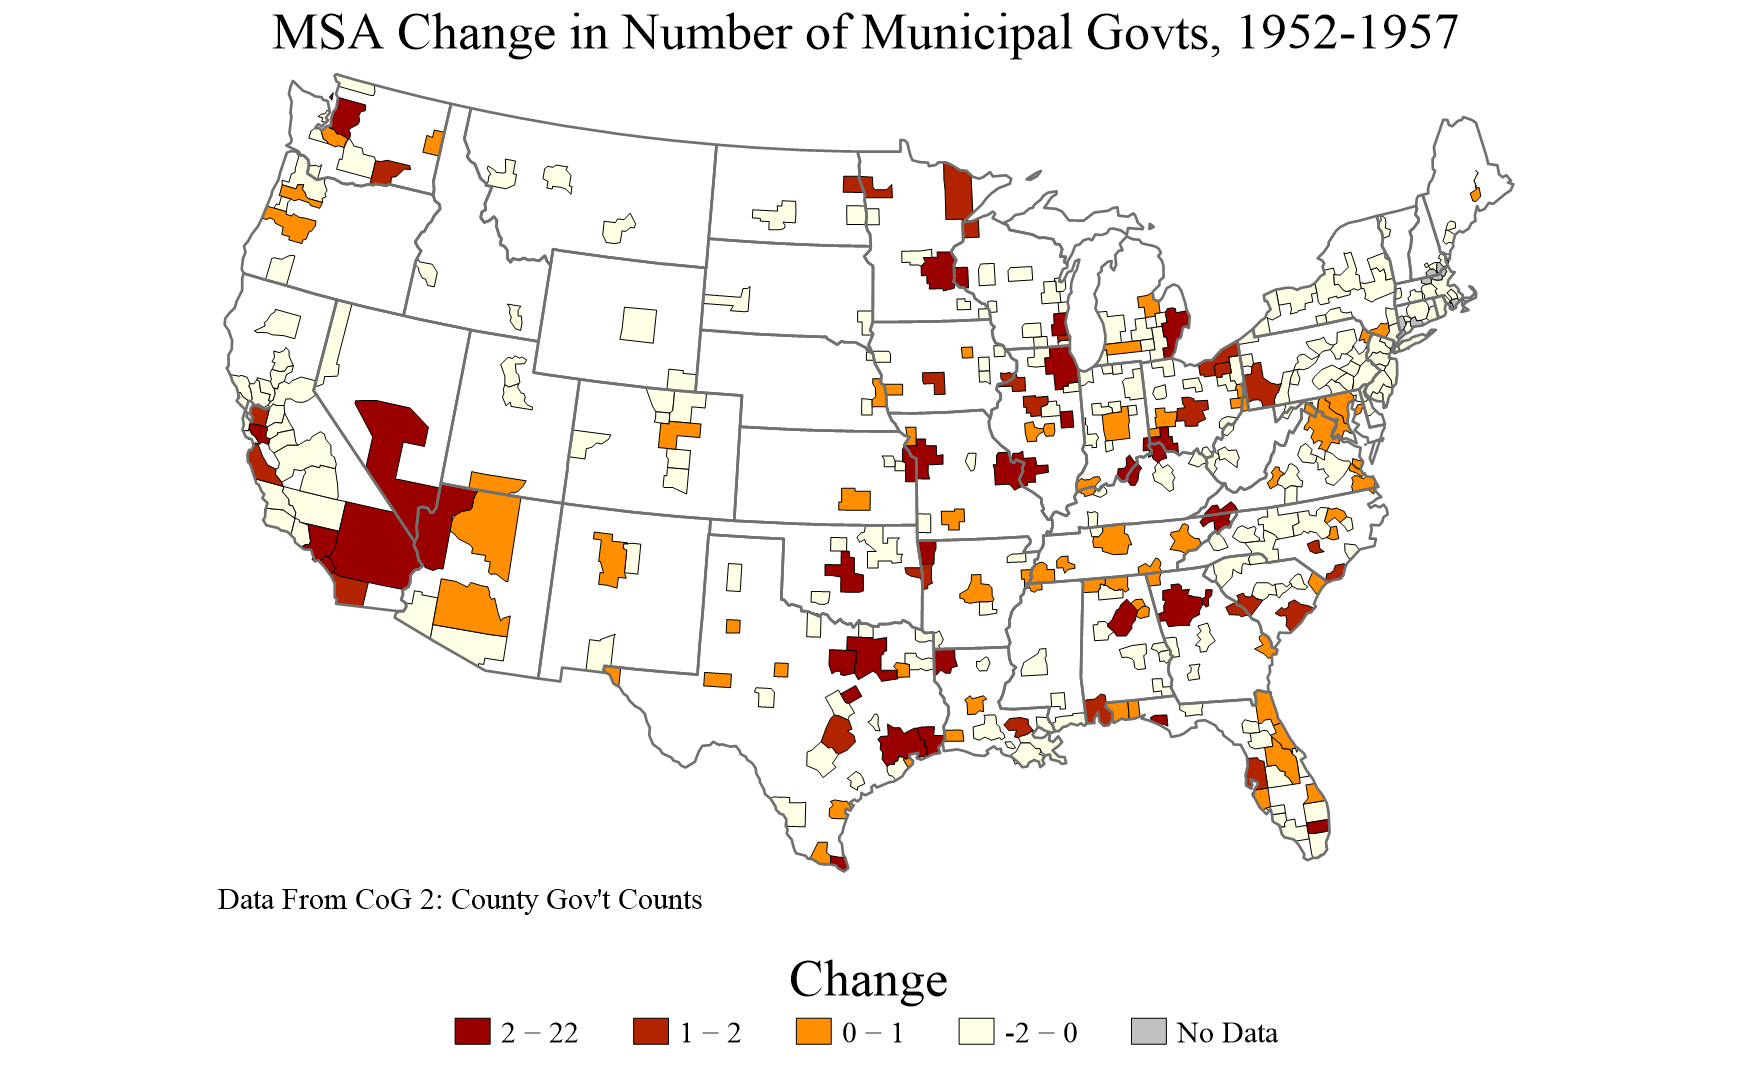 MSA Change in Number of Municipal Govts, 1952-1957
Data From CoG 2: County Gov't Counts
Change
2 – 22
1 – 2
0 – 1
-2 – 0
No Data